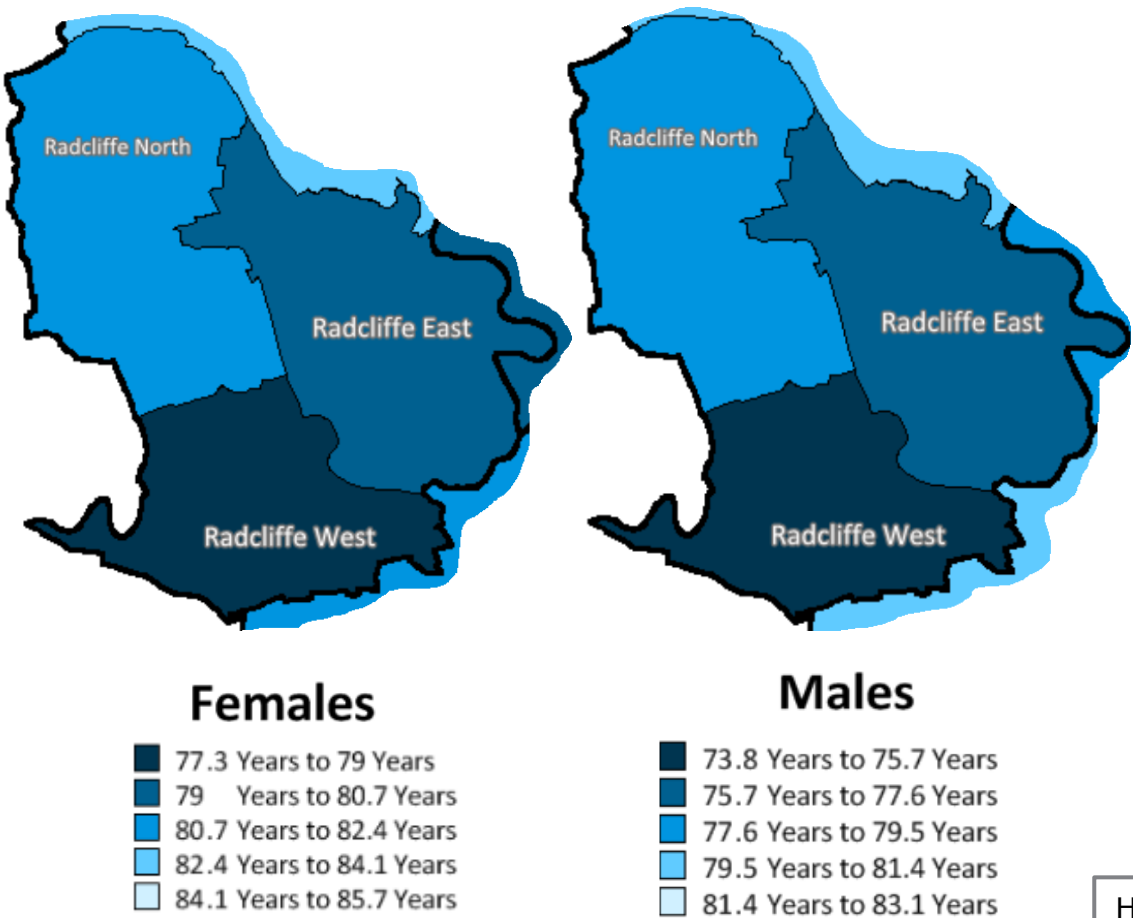 Radcliffe North
Radcliffe East
Radcliffe West
Females
77.3 Years to 79 Years
79 Years to 80.7 Years
80.7 Years to 82.4 Years
82.4 Years to 84.1 Years
84.1 Years to 85.7 Years
Radcliffe North
Radcliffe East
Radcliffe West
Males
73.8 Years to 75.7 Years
75.7 Years to 77.6 Years
77.6 Years to 79.5 Years
79.5 Years to 81.4 Years
81.4 Years to 83.1 Years
H